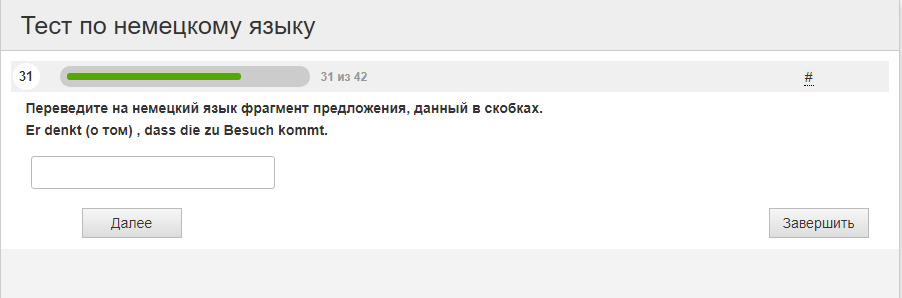 Тест по немецкому языку
31 31 из 42 #
Переведите на немецкий язык фрагмент предложения, данный в скобках.
Er denkt (о том) , dass die zu Besuch kommt.
Далее Завершить